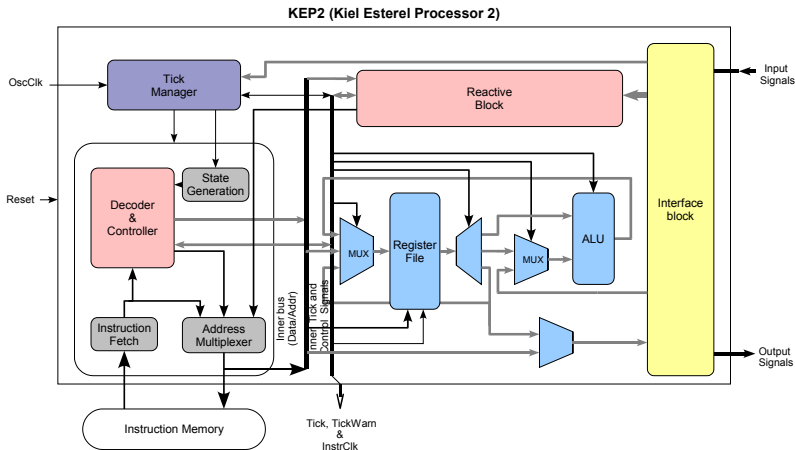 KEP2 (Kiel Esterel Processor 2)
OscClk
Tick
Manager
Reactive
Block
Input
Signals
State
Generation
Decoder
&
Controller
Reset
MUX
Register
File
MUX
ALU
Interface
block
Instruction
Fetch
Address
Multiplexer
Inner bus
(Data/Addr)
Inner Tick and
Control Signals
Output
Signals
Instruction Memory
Tick, TickWarn
&
InstrClk